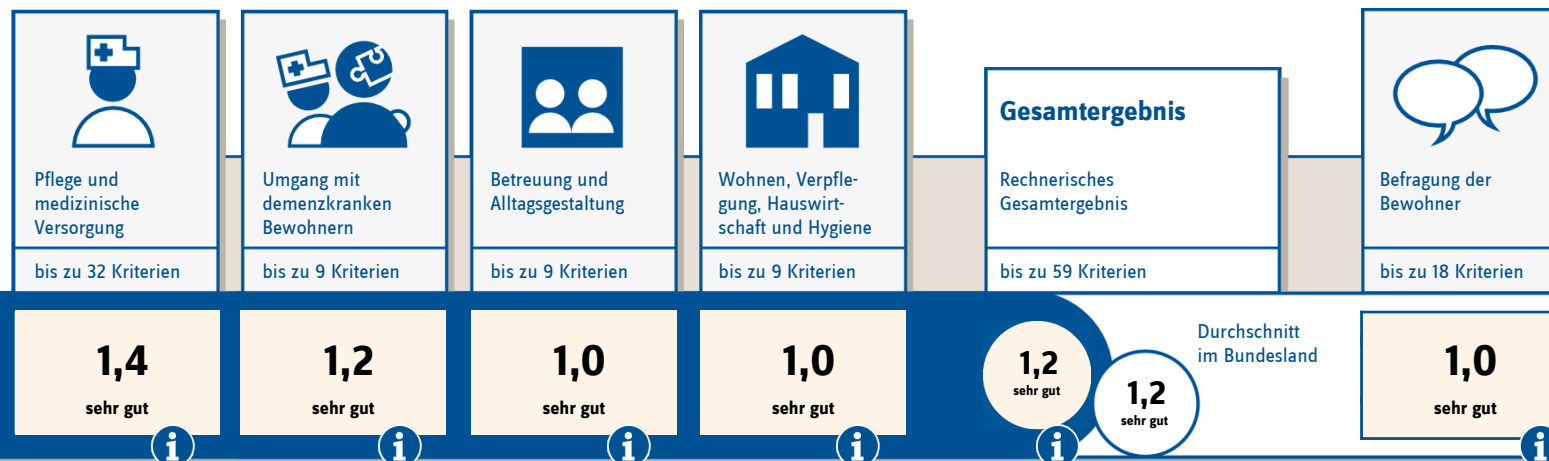 Pflege und
medizinische
Versorgung
bis zu 32 Kriterien
1,4
sehr gut
i
Umgang mit
demenzkranken
Bewohnern
bis zu 9 Kriterien
1,2
sehr gut
i
Betreuung und
Alltagsgestaltung
bis zu 9 Kriterien
1,0
sehr gut
i
Wohnen, Verpfle-
gung, Hauswirt-
schaft und Hygiene
bis zu 9 Kriterien
1,0
sehr gut
i
Gesamtergebnis
Rechnerisches
Gesamtergebnis
bis zu 59 Kriterien
1,2
sehr gut
i
Durchschnitt
im Bundesland
1,2
sehr gut
Befragung der
Bewohner
bis zu 18 Kriterien
1,0
sehr gut
i